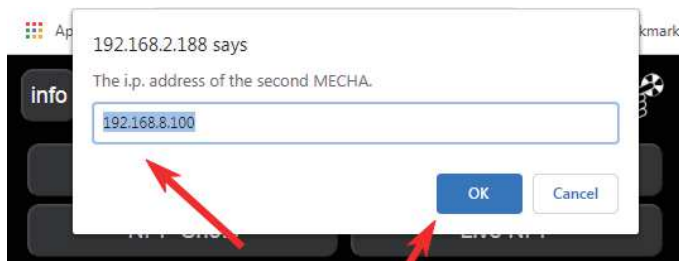 Ap
kmark
192.168.2.188 says
The i.p. address of the second MECHA.
info
192.168.8.100
OK
Cancel